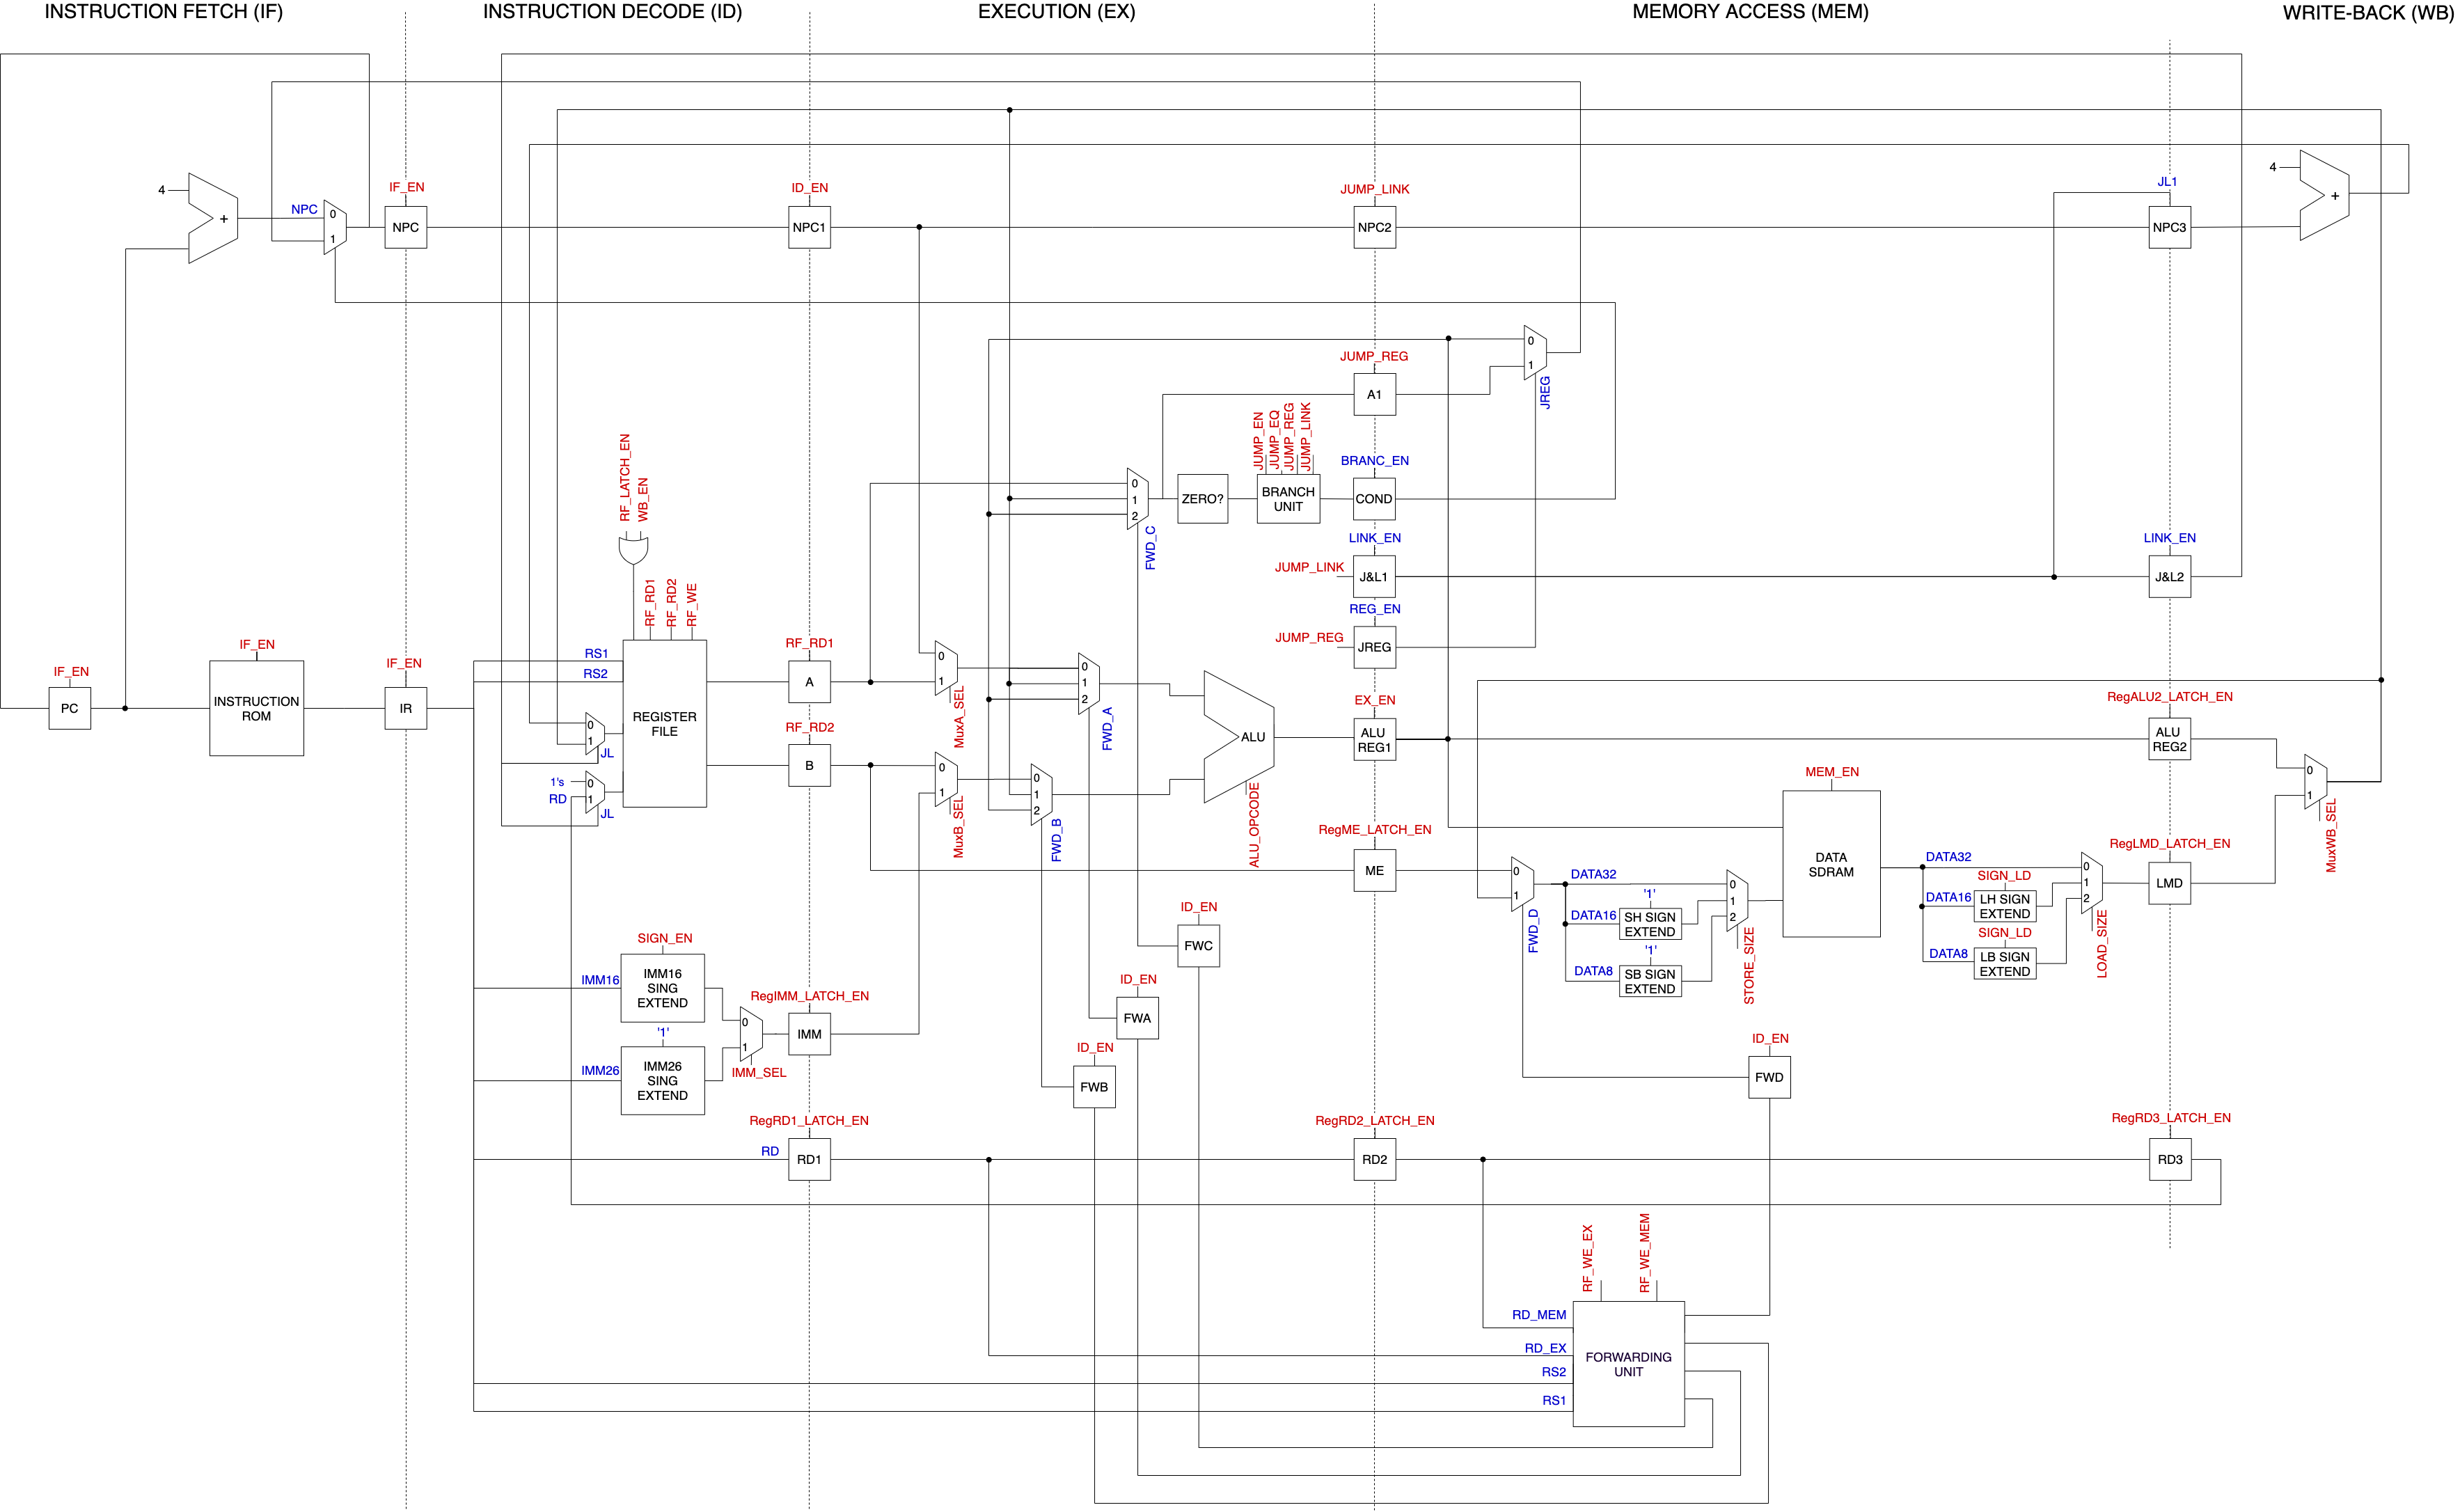 INSTRUCTION FETCH (IF)
INSTRUCTION DECODE (ID)
EXECUTION (EX)
MEMORY ACCESS (MEM)
WRITE-BACK (WB)
4
+
NPC
0
1
IF_EN
NPC
ID_EN
NPC1
JUMP_LINK
NPC2
JL1
NPC3
4
+
0
1
JREG
JUMP_REG
A1
JUMP_EN
JUMP_EQ
JUMP_REG
JUMP_LINK
0
1
2
FWD_C
ZERO?
BRANCH
UNIT
BRANC_EN
COND
LINK_EN
JUMP_LINK
J&L1
LINK_EN
J&L2
REG_EN
JUMP_REG
JREG
RF_LATCH_EN
WB_EN
RF_RD1
RF_RD2
RF_WE
IF_EN
PC
IF_EN
INSTRUCTION
ROM
IF_EN
IR
RS1
RS2
REGISTER
FILE
0
1
JL
1's
RD
0
1
JL
RF_RD1
A
RF_RD2
B
0
1
MuxA_SEL
0
1
MuxB_SEL
0
1
2
FWD_A
0
1
2
FWD_B
ALU
ALU_OPCODE
EX_EN
ALU
REG1
RegALU2_LATCH_EN
ALU
REG2
0
1
MuxWB_SEL
RegME_LATCH_EN
ME
0
1
FWD_D
DATA32
DATA16
DATA8
'1'
SH SIGN
EXTEND
'1'
SB SIGN
EXTEND
0
1
2
STORE_SIZE
MEM_EN
DATA
SDRAM
DATA32
DATA16
DATA8
SIGN_LD
LH SIGN
EXTEND
SIGN_LD
LB SIGN
EXTEND
0
1
2
LOAD_SIZE
RegLMD_LATCH_EN
LMD
SIGN_EN
IMM16
IMM16
SING
EXTEND
'1'
IMM26
IMM26
SING
EXTEND
0
1
IMM_SEL
RegIMM_LATCH_EN
IMM
ID_EN
FWC
ID_EN
FWA
ID_EN
FWB
ID_EN
FWD
RegRD1_LATCH_EN
RD
RD1
RegRD2_LATCH_EN
RD2
RegRD3_LATCH_EN
RD3
RF_WE_EX
RF_WE_MEM
RD_MEM
RD_EX
RS2
RS1
FORWARDING
UNIT